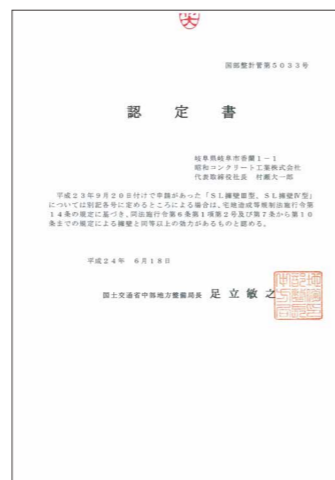 国部整計管第5033号
認定書
岐阜県岐阜市香蘭1-1
昭和コンクリート工業株式会社
代表取締役社長 村瀬大一郎
平成23年9月20日付けで申請があった「SL擁壁Ⅲ型、SL擁壁Ⅳ型」
については別記各号に定めるところによる場合は、宅地造成等規制法施行令第
14条の規定に基づき、同法施行令第6条第1項第2号及び第7条から第10
条までの規定による擁壁と同等以上の効力があるものと認める。
平成24年 6月18日
国土交通省中部地方整備局長 足立敏之